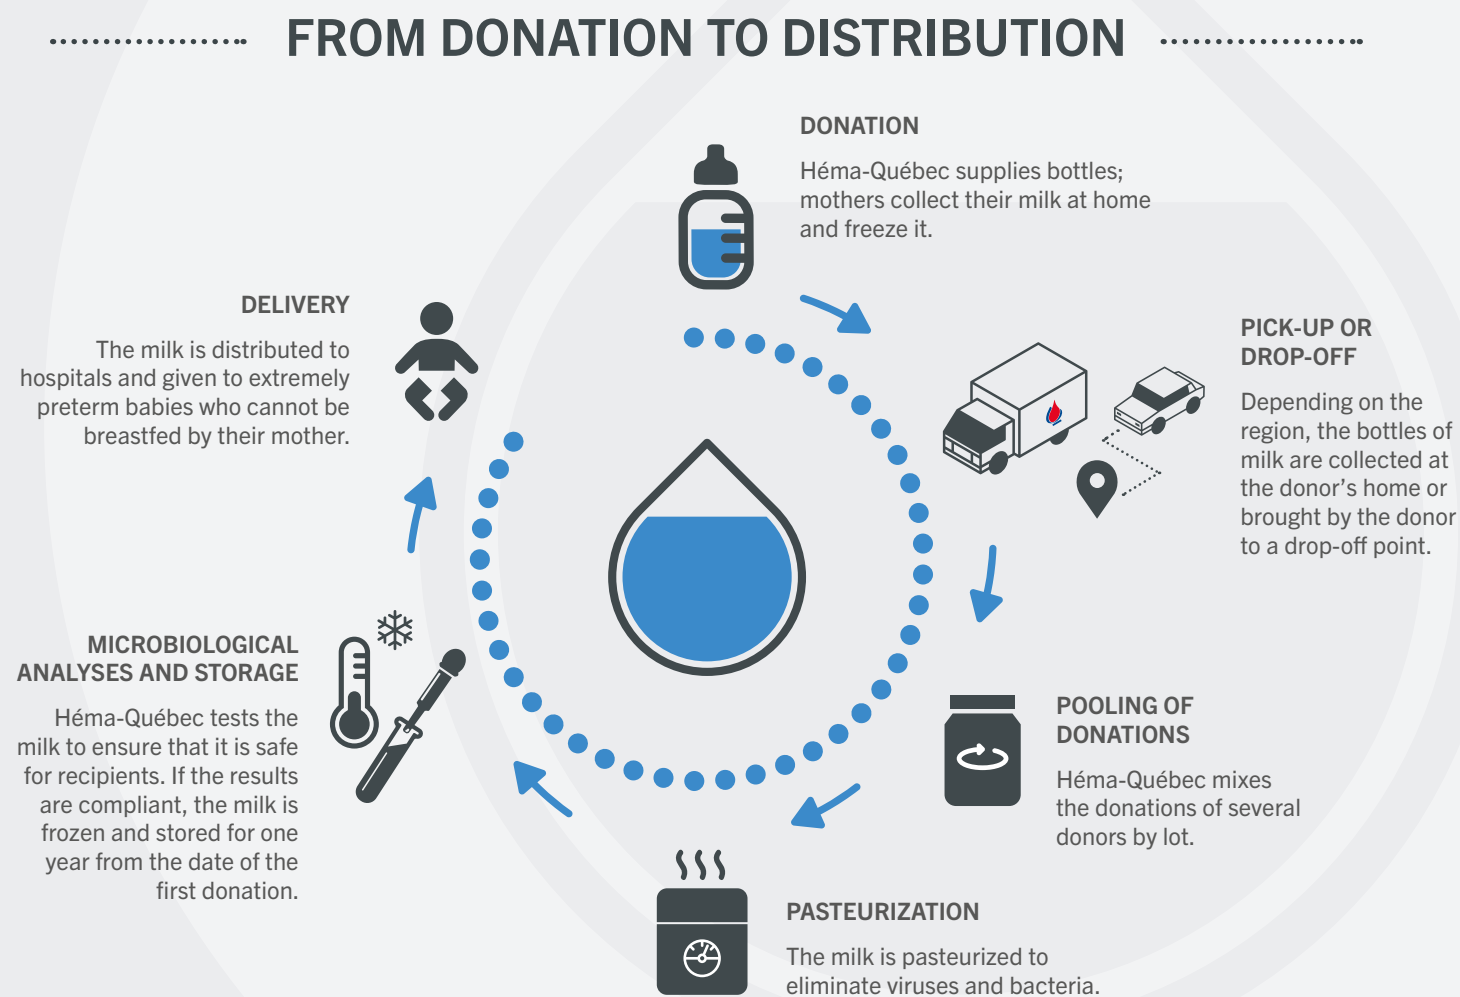 FROM DONATION TO DISTRIBUTION
DONATION
Héma-Québec supplies bottles;
mothers collect their milk at home
and freeze it.
PICK-UP OR
DROP-OFF
Depending on the
region, the bottles of
milk are collected at
the donor’s home or
brought by the donor
to a drop-off point.
POOLING OF
DONATIONS
Héma-Québec mixes
the donations of several
donors by lot.
PASTEURIZATION
The milk is pasteurized to
eliminate viruses and bacteria.
MICROBIOLOGICAL
ANALYSES AND STORAGE
Héma-Québec tests the
milk to ensure that it is safe
for recipients. If the results
are compliant, the milk is
frozen and stored for one
year from the date of the
first donation.
DELIVERY
The milk is distributed to
hospitals and given to extremely
preterm babies who cannot be
breastfed by their mother.